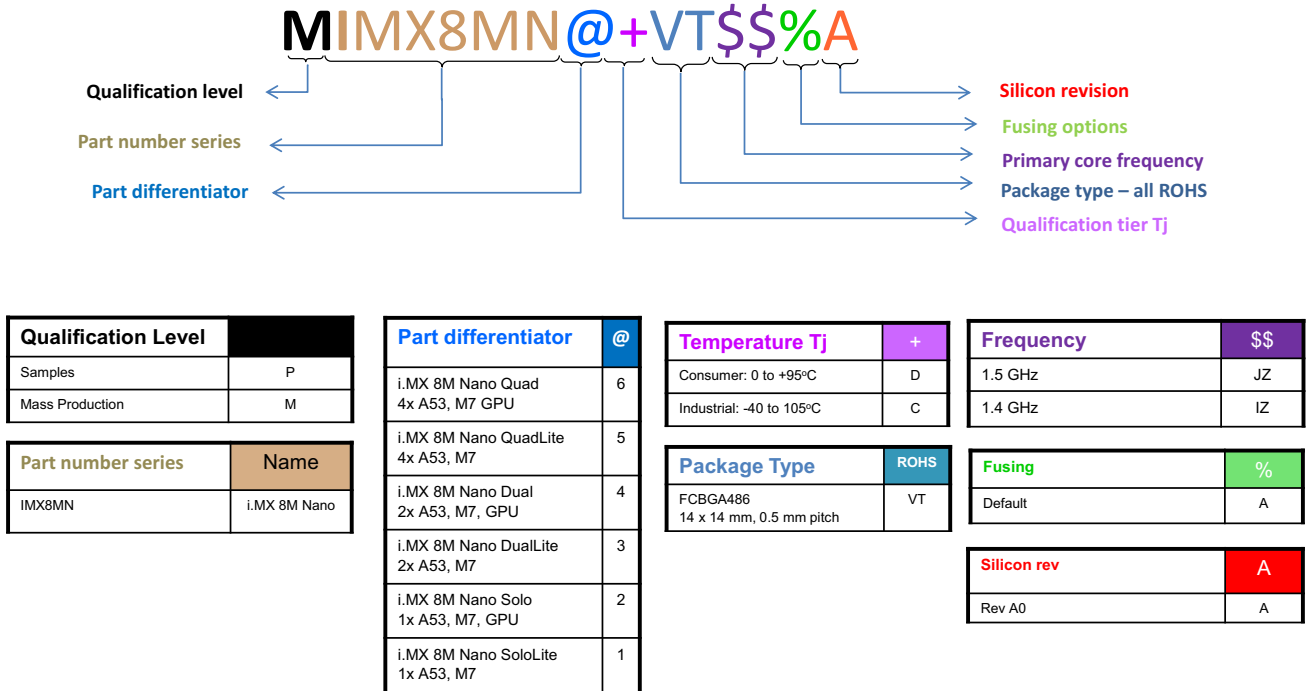 MIMX8MN@+VT$$%A
Qualification level
Part number series
Part differentiator
Silicon revision
Fusing options
Primary core frequency
Package type – all ROHS
Qualification tier Tj
Qualification Level
Samples P
Mass Production M
Part number series Name
IMX8MN i.MX 8M Nano
Part differentiator @
i.MX 8M Nano Quad 6
4x A53, M7 GPU
i.MX 8M Nano QuadLite 5
4x A53, M7
i.MX 8M Nano Dual 4
2x A53, M7, GPU
i.MX 8M Nano DualLite 3
2x A53, M7
i.MX 8M Nano Solo 2
1x A53, M7, GPU
i.MX 8M Nano SoloLite 1
1x A53, M7
Temperature Tj +
Consumer: 0 to +95°C D
Industrial: -40 to 105°C C
Package Type ROHS
FCBGA486 VT
14 x 14 mm, 0.5 mm pitch
Frequency $$
1.5 GHz JZ
1.4 GHz IZ
Fusing %
Default A
Silicon rev A
Rev A0 A